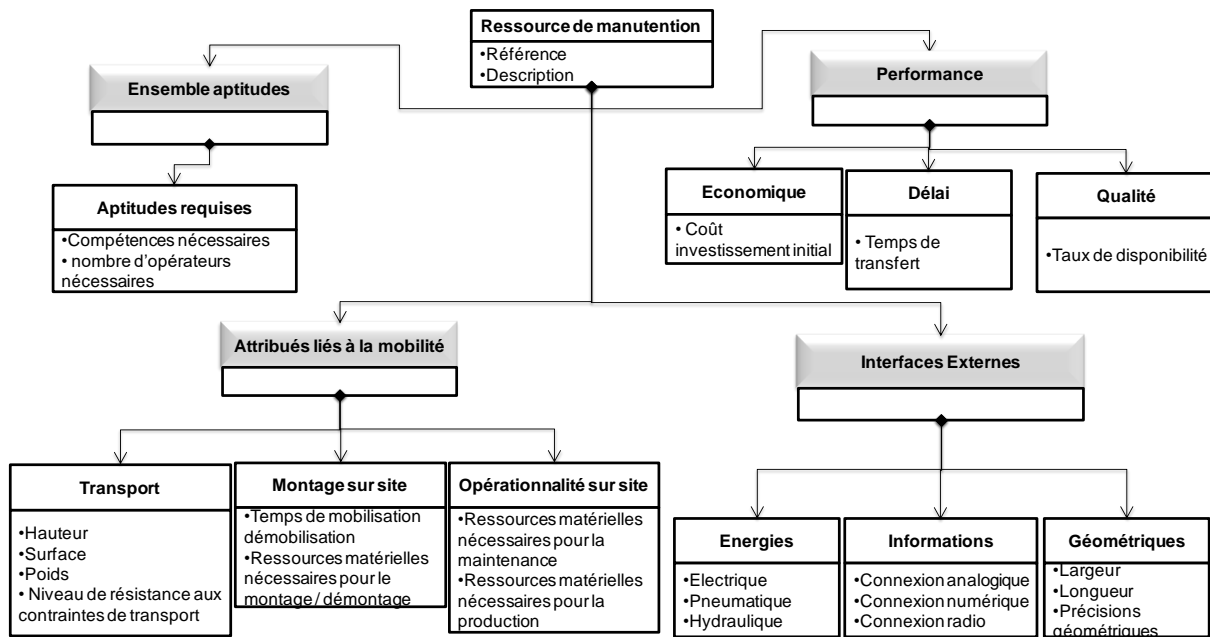 Ressource de manutention
•Référence
•Description
Ensemble aptitudes
Performance
Aptitudes requises
•Compétences nécessaires
• nombre d'opérateurs
nécessaires
Economique
• Coût
investissement initial
Délai
• Temps de
transfert
Qualité
•Taux de disponibilité
Attribués liés à la mobilité
Interfaces Externes
Transport
•Hauteur
•Surface
•Poids
• Niveau de résistance aux
contraintes de transport
Montage sur site
•Temps de mobilisation
démobilisation
•Ressources matérielles
nécessaires pour le
montage / démontage
Opérationnalité sur site
•Ressources matérielles
nécessaires pour la
maintenance
•Ressources matérielles
nécessaires pour la
production
Energies
•Electrique
•Pneumatique
•Hydraulique
Informations
•Connexion analogique
•Connexion numérique
•Connexion radio
Géométriques
•Largeur
•Longueur
•Précisions
géométriques